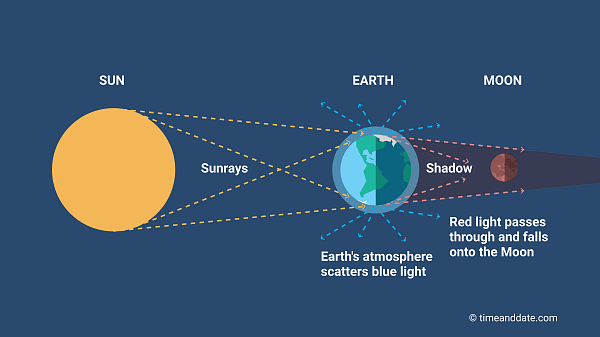 SUN
EARTH
MOON
Sunrays
Shadow
Red light passes
through and falls
onto the Moon
Earth's atmosphere
scatters blue light
© timeanddate.com